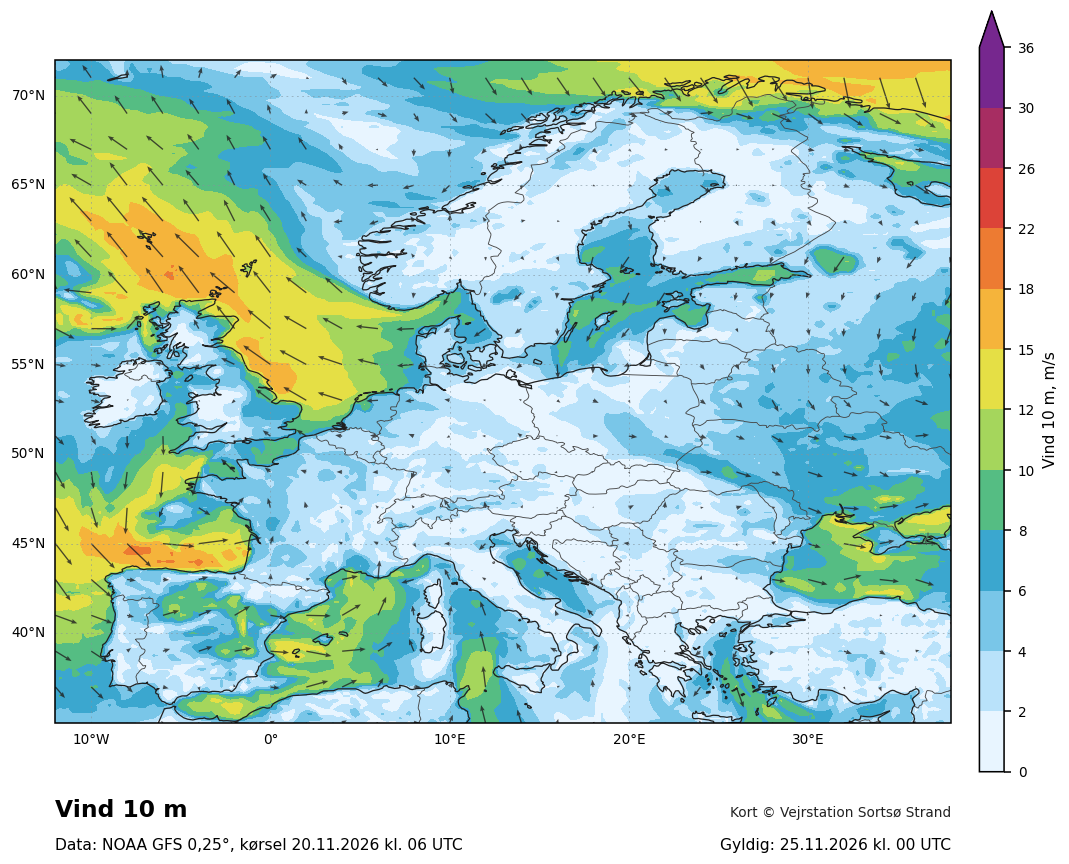 70°N
65°N
60°N
55°N
50°N
45°N
40°N
10°W
0°
10°E
20°E
30°E
36
30
26
22
18
15
12
10
8
6
4
2
0
Vind 10 m, m/s
Vind 10 m
Kort © Vejrstation Sortsø Strand
Data: NOAA GFS 0,25°, kørsel 20.11.2026 kl. 06 UTC
Gyldig: 25.11.2026 kl. 00 UTC